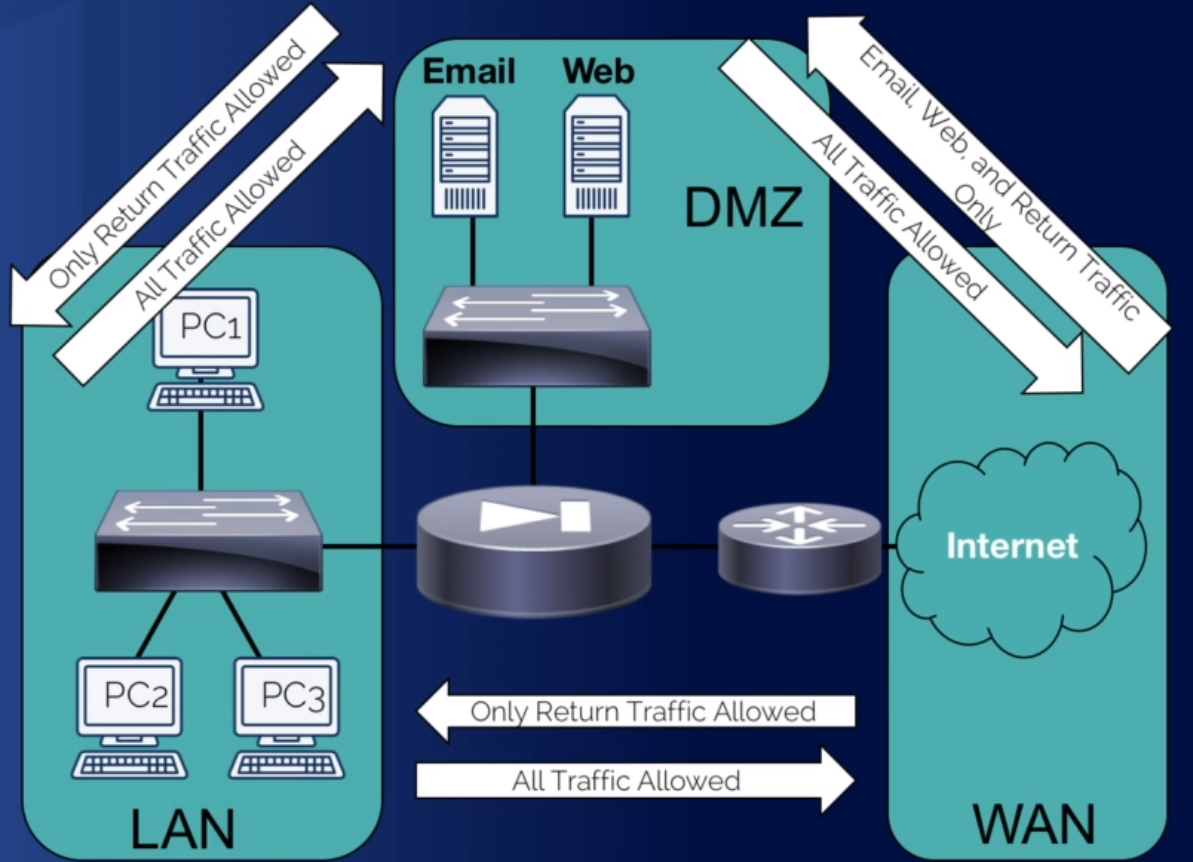 Only Return Traffic Allowed
All Traffic Allowed
Email
Web
DMZ
Email, Web, and Return Traffic
Only
All Traffic Allowed
PC1
PC2
PC3
LAN
Internet
Only Return Traffic Allowed
All Traffic Allowed
WAN